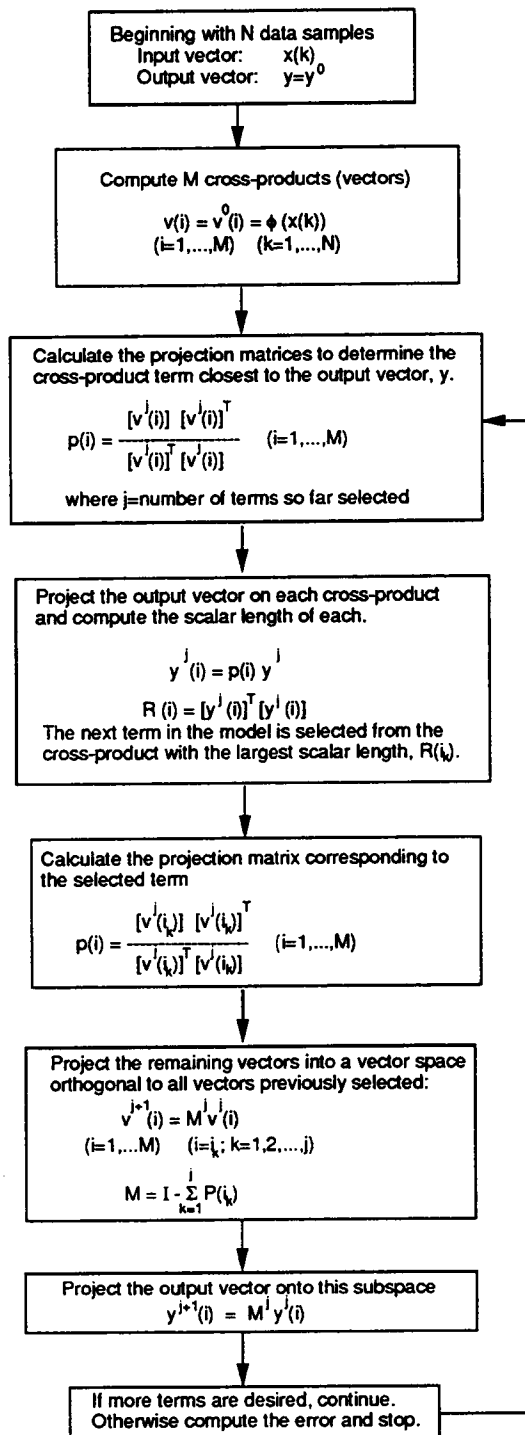 Beginning with N data samples
Input vector: x(k)
Output vector: y=y⁰
Compute M cross-products (vectors)
v(i) = v⁰(i) = ϕ (x(k))
(i=1,...,M) (k=1,...,N)
Calculate the projection matrices to determine the
cross-product term closest to the output vector, y.
[vʲ(i)] [vʲ(i)]ᵀ
p(i) = (i=1,...,M)
[vʲ(i)]ᵀ [vʲ(i)]
where j=number of terms so far selected
Project the output vector on each cross-product
and compute the scalar length of each.
yʲ(i) = p(i) yʲ
R (i) = [yʲ(i)]ᵀ [yʲ(i)]
The next term in the model is selected from the
cross-product with the largest scalar length, R(iₖ).
Calculate the projection matrix corresponding to
the selected term
[vʲ(iₖ)] [vʲ(iₖ)]ᵀ
p(i) = (i=1,...,M)
[vʲ(iₖ)]ᵀ [vʲ(iₖ)]
Project the remaining vectors into a vector space
orthogonal to all vectors previously selected:
vʲ⁺¹(i) = Mʲvʲ(i)
(i=1,...M) (i=iₖ; k=1,2,...,j)
j
M = I - Σ P(iₖ)
k=1
Project the output vector onto this subspace
yʲ⁺¹(i) = Mʲ yʲ(i)
If more terms are desired, continue.
Otherwise compute the error and stop.